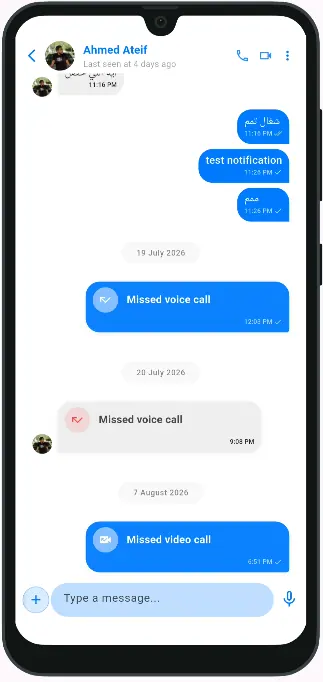 Ahmed Ateif
Last seen at 4 days ago
11:16 PM
شغال تمم
11:16 PM
test notification
11:26 PM
ممم
11:26 PM
19 July 2026
Missed voice call
12:03 PM
20 July 2026
Missed voice call
9:08 PM
7 August 2026
Missed video call
6:51 PM
Type a message...